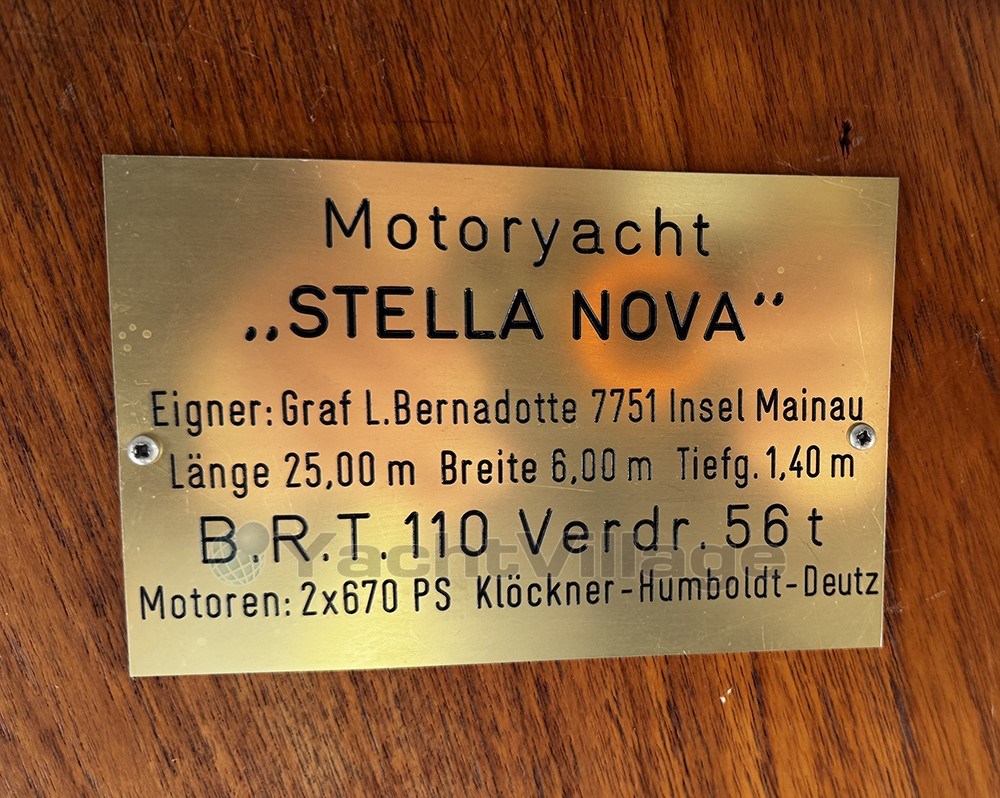 Motoryacht
„STELLA NOVA“
Eigner: Graf L. Bernadotte 7751 Insel Mainau
Länge 25,00 m Breite 6,00 m Tiefg. 1,40 m
B.R.T. 110 Verdr. 56 t
YachtVillage
Motoren: 2x670 PS Klöckner-Humboldt-Deutz